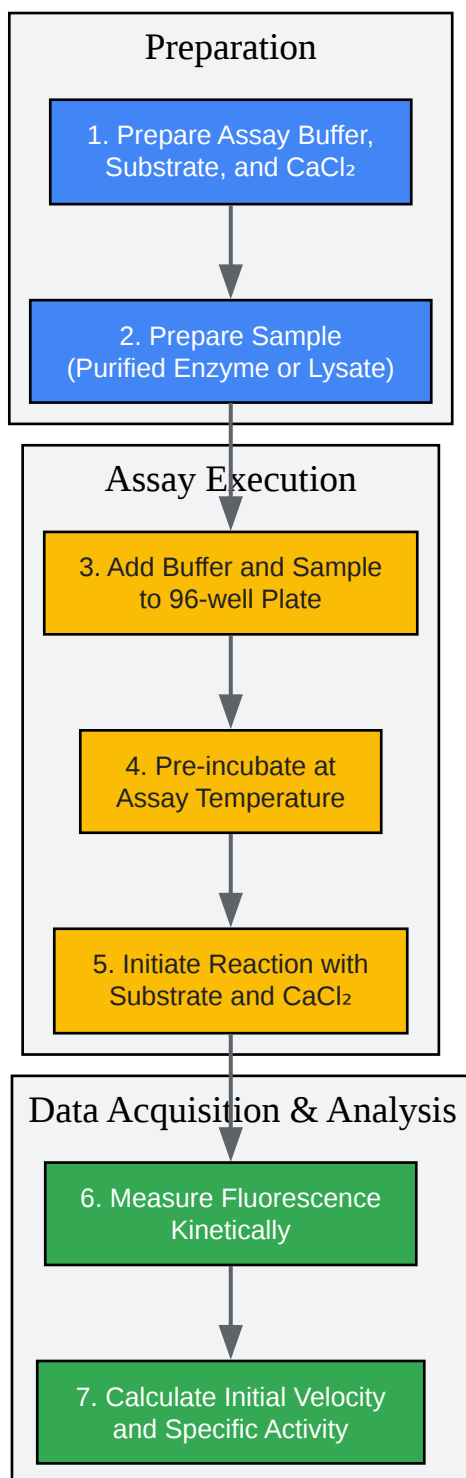 Preparation
1. Prepare Assay Buffer,
Substrate, and CaCl₂
2. Prepare Sample
(Purified Enzyme or Lysate)
Assay Execution
3. Add Buffer and Sample
to 96-well Plate
4. Pre-incubate at
Assay Temperature
5. Initiate Reaction with
Substrate and CaCl₂
Data Acquisition & Analysis
6. Measure Fluorescence
Kinetically
7. Calculate Initial Velocity
and Specific Activity